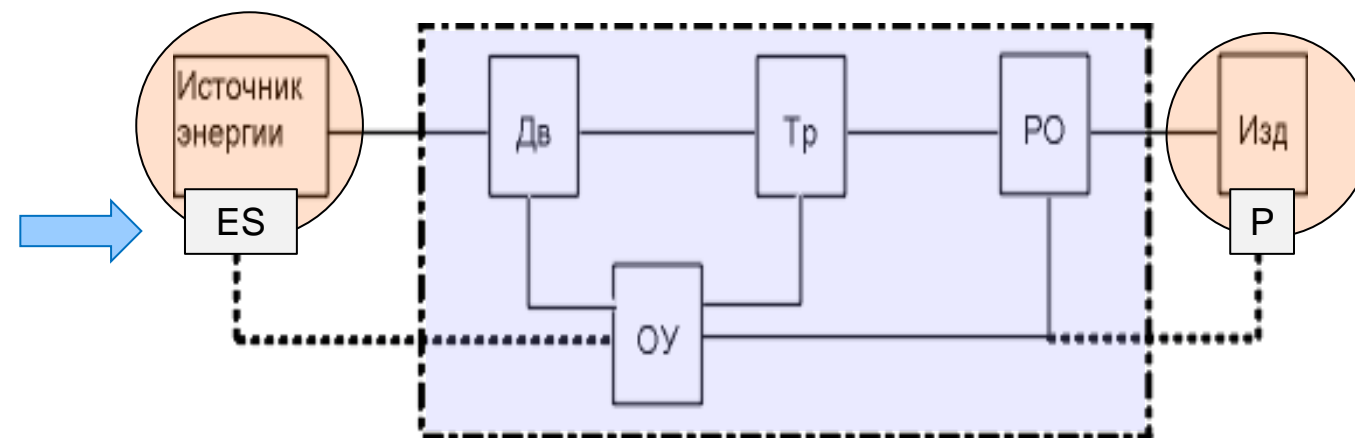 Источник
энергии
Дв
Тр
РО
Изд
ES
P
ОУ